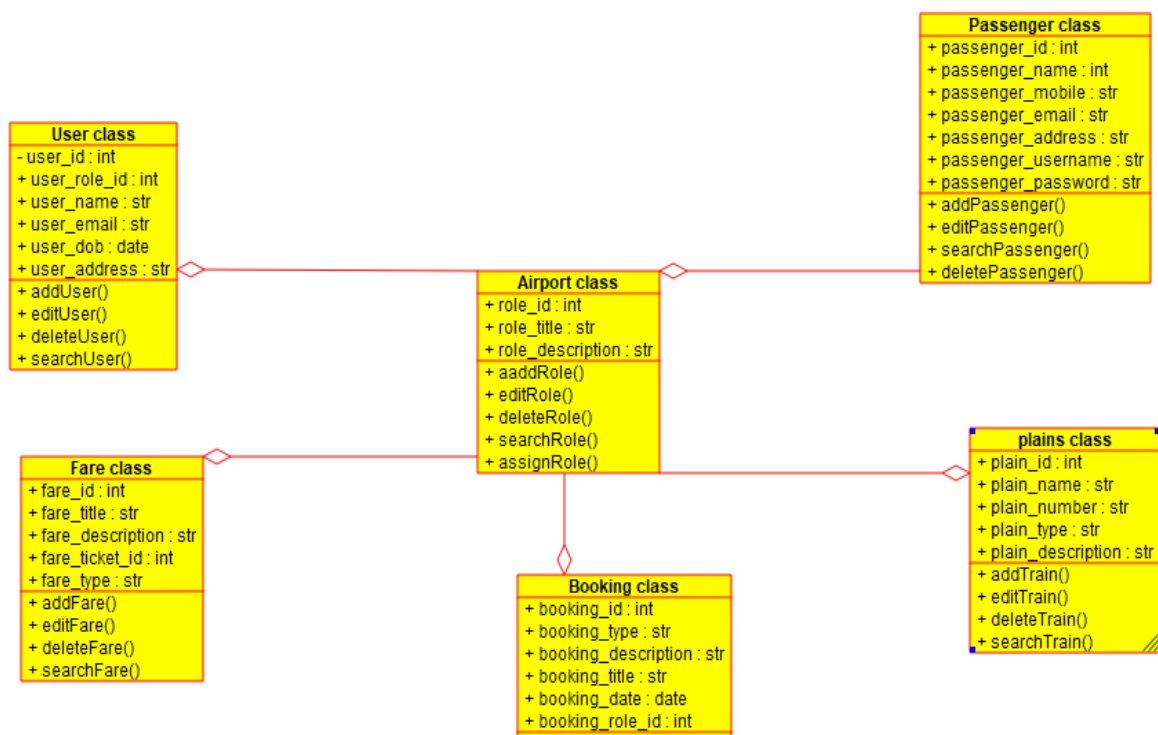 Passenger class
+ passenger_id : int
+ passenger_name : int
+ passenger_mobile : str
+ passenger_email : str
+ passenger_address : str
+ passenger_username : str
+ passenger_password : str
+ addPassenger()
+ editPassenger()
+ searchPassenger()
+ deletePassenger()
User class
- user_id : int
+ user_role_id : int
+ user_name : str
+ user_email : str
+ user_dob : date
+ user_address : str
+ addUser()
+ editUser()
+ deleteUser()
+ searchUser()
Airport class
+ role_id : int
+ role_title : str
+ role_description : str
+ aaddRole()
+ editRole()
+ deleteRole()
+ searchRole()
+ assignRole()
Fare class
+ fare_id : int
+ fare_title : str
+ fare_description : str
+ fare_ticket_id : int
+ fare_type : str
+ addFare()
+ editFare()
+ deleteFare()
+ searchFare()
plains class
+ plain_id : int
+ plain_name : str
+ plain_number : str
+ plain_type : str
+ plain_description : str
+ addTrain()
+ editTrain()
+ deleteTrain()
+ searchTrain()
Booking class
+ booking_id : int
+ booking_type : str
+ booking_description : str
+ booking_title : str
+ booking_date : date
+ booking_role_id : int